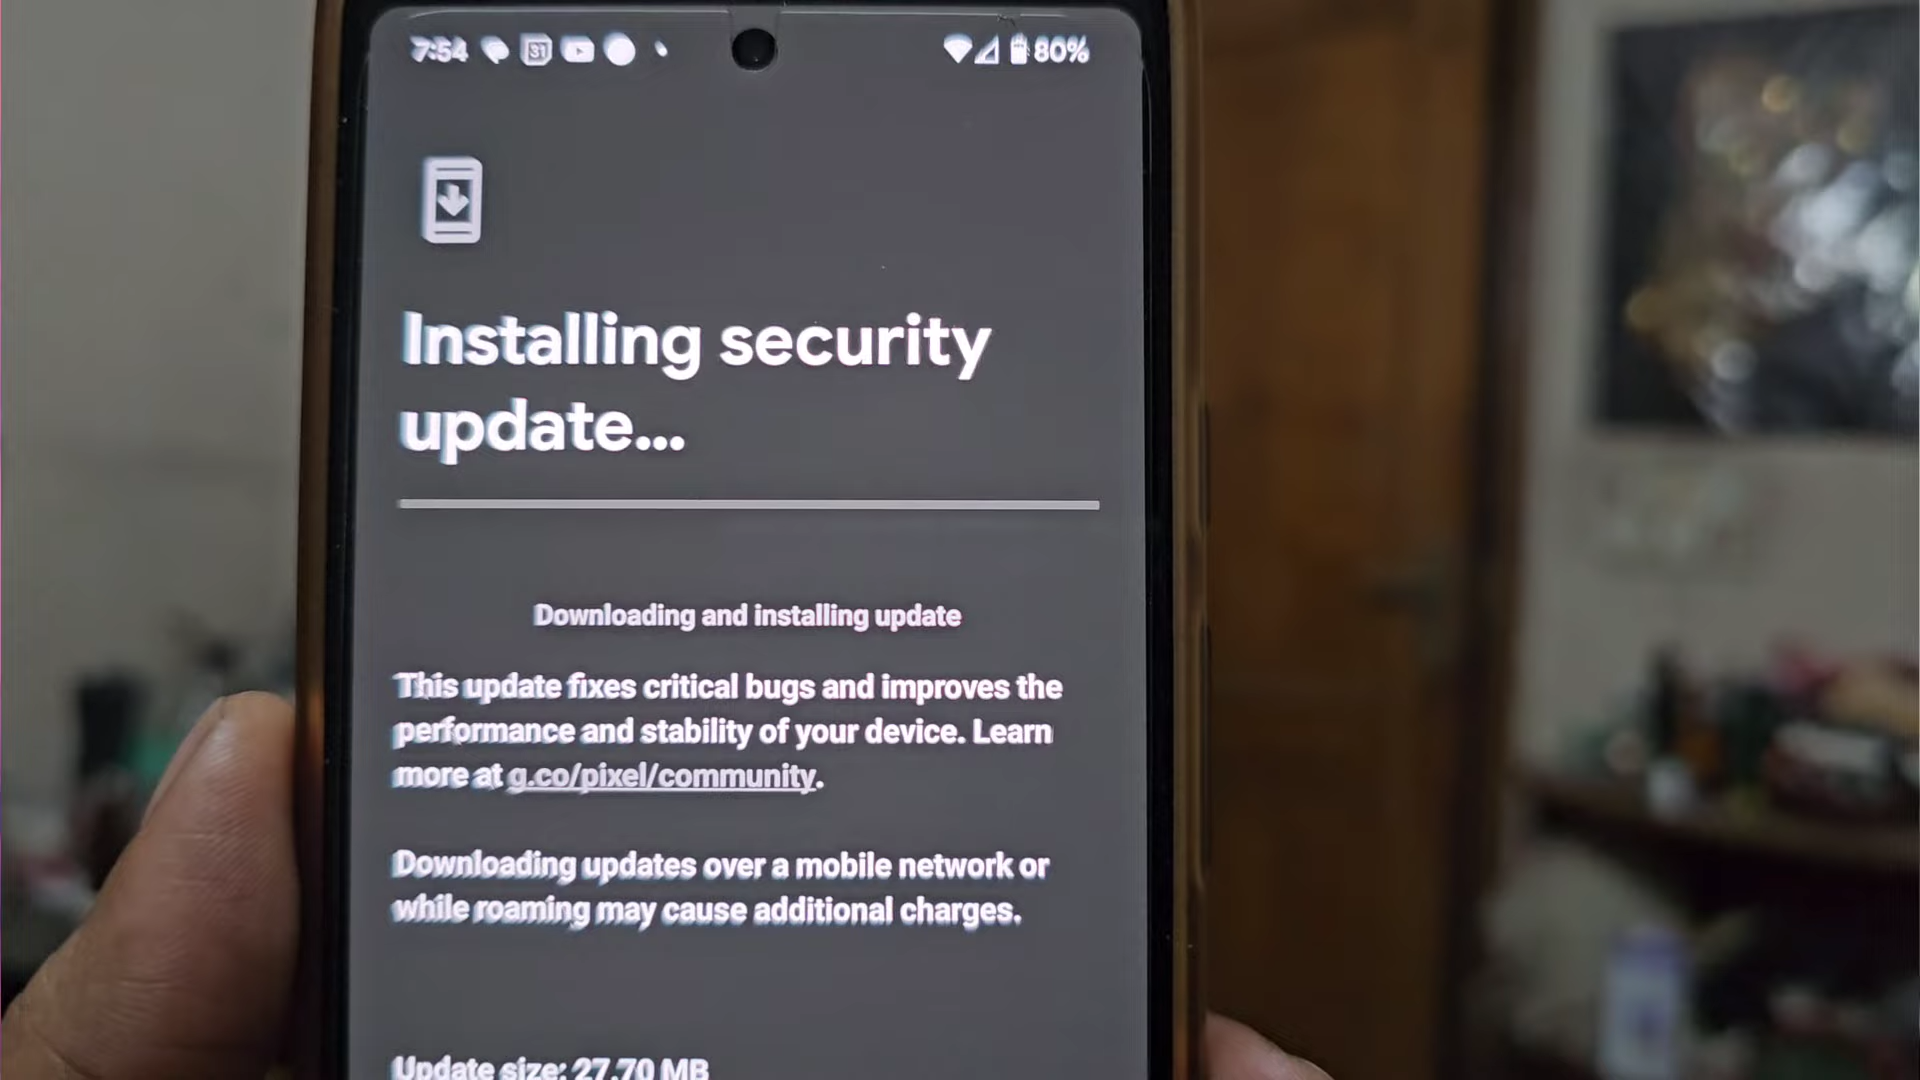 7:54 31 80%
Installing security
update...
Downloading and installing update
This update fixes critical bugs and improves the
performance and stability of your device. Learn
more at g.co/pixel/community.
Downloading updates over a mobile network or
while roaming may cause additional charges.
Update size: 27.70 MB